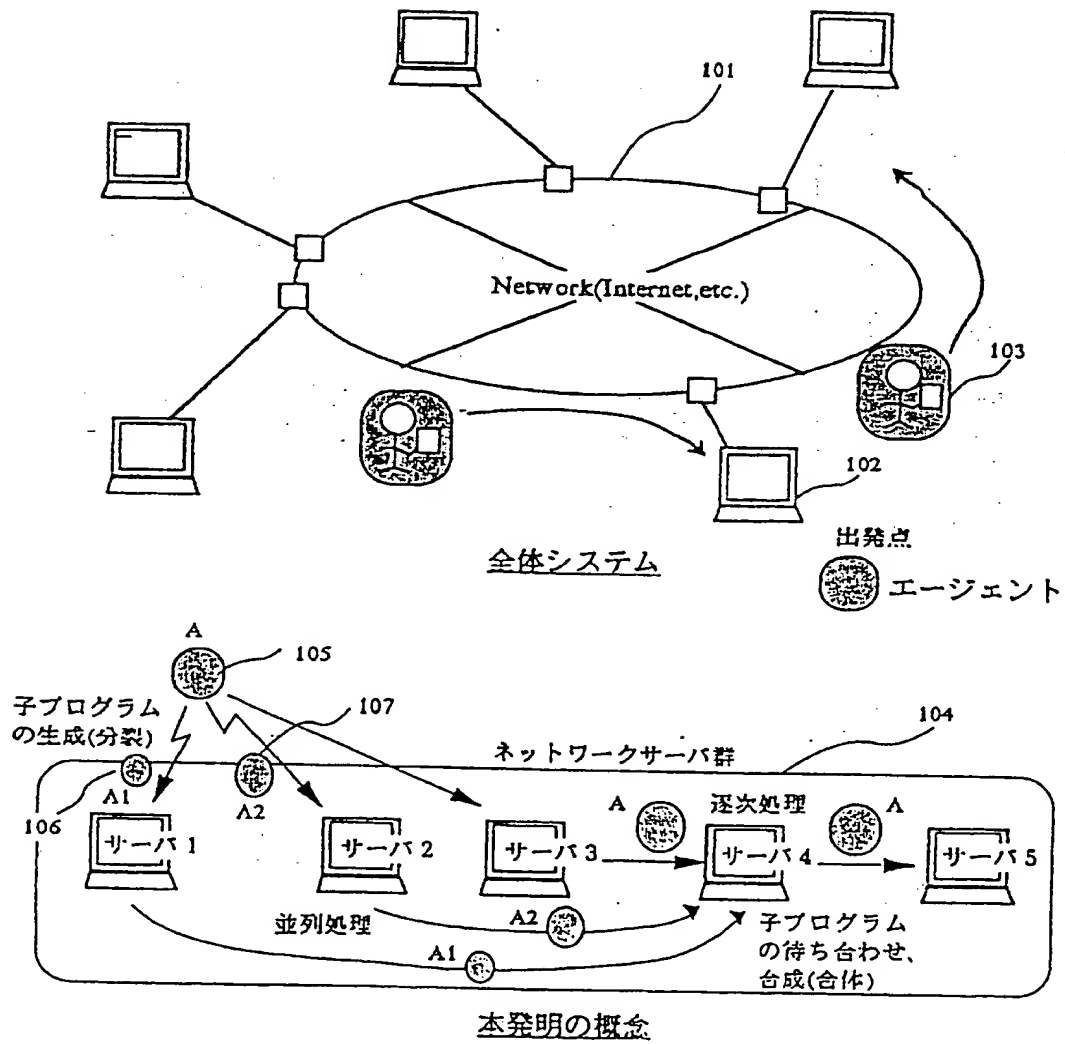 101
Network(Internet,etc.)
103
102
出発点
全体システム
エージェント
A
105
子プログラム
の生成(分裂)
107
104
ネットワークサーバ群
106
A1
A2
A
逐次処理
A
サーバ1
サーバ2
サーバ3
サーバ4
サーバ5
並列処理
A2
A1
子プログラム
の待ち合わせ、
合成(合体)
本発明の概念